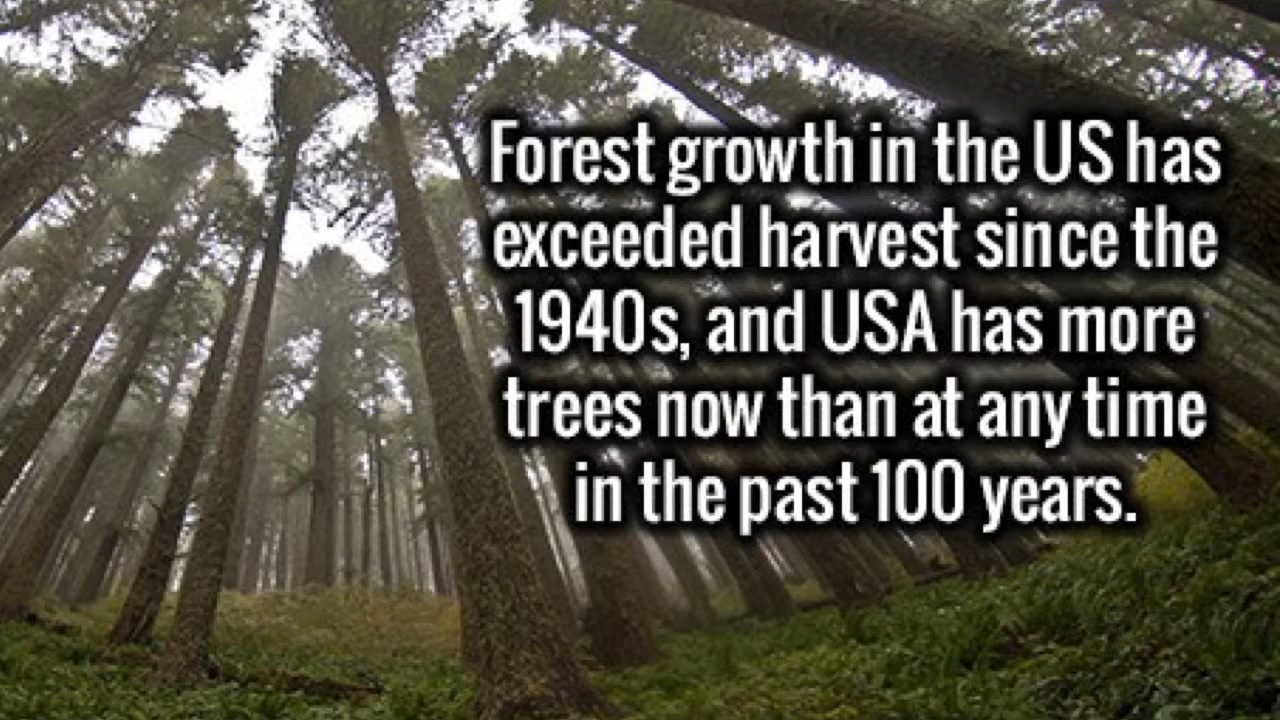 Forest growth in the US has
exceeded harvest since the
1940s, and USA has more
trees now than at any time
in the past 100 years.